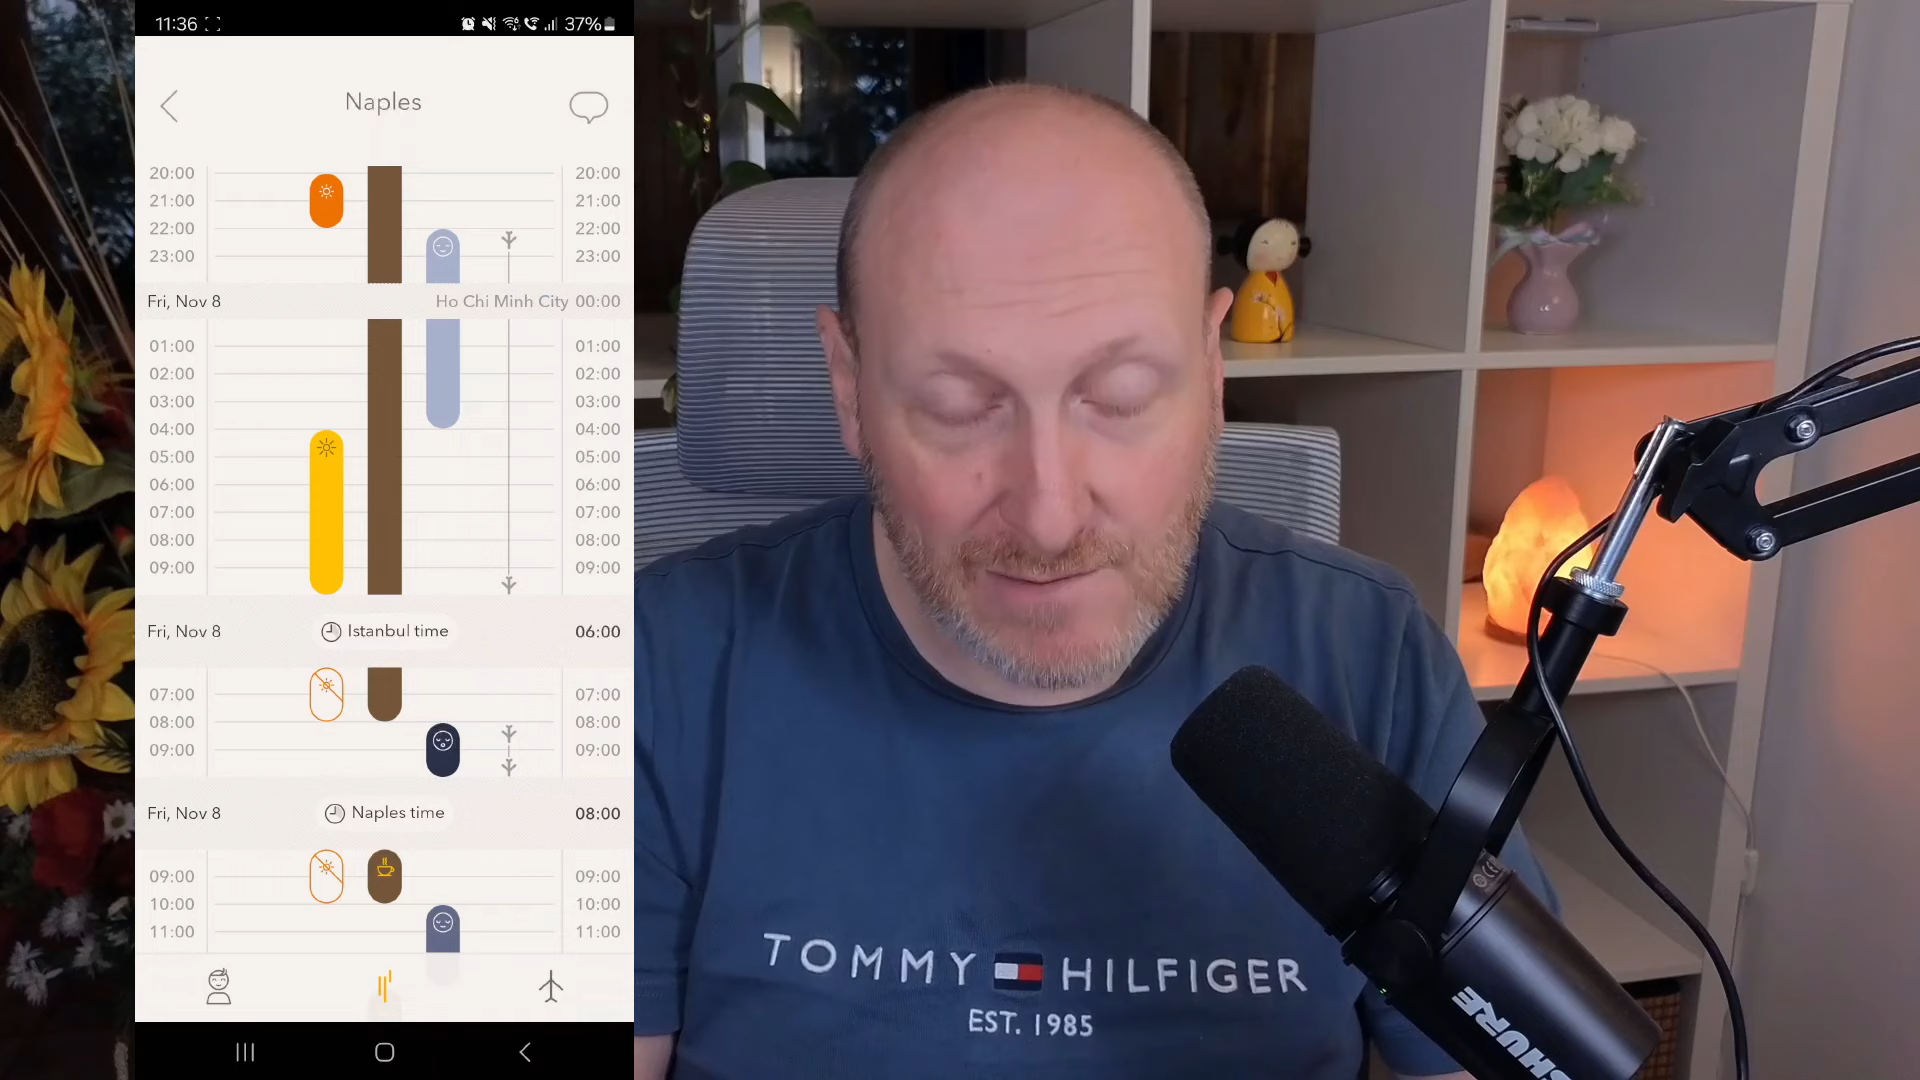 11:36 37%
Naples
20:00 20:00
21:00 21:00
22:00 22:00
23:00 23:00
Fri, Nov 8 Ho Chi Minh City 00:00
01:00 01:00
02:00 02:00
03:00 03:00
04:00 04:00
05:00 05:00
06:00 06:00
07:00 07:00
08:00 08:00
09:00 09:00
Fri, Nov 8 Istanbul time 06:00
07:00 07:00
08:00 08:00
09:00 09:00
Fri, Nov 8 Naples time 08:00
09:00 09:00
10:00 10:00
11:00 11:00
TOMMY HILFIGER
EST. 1985
CE
SHURE